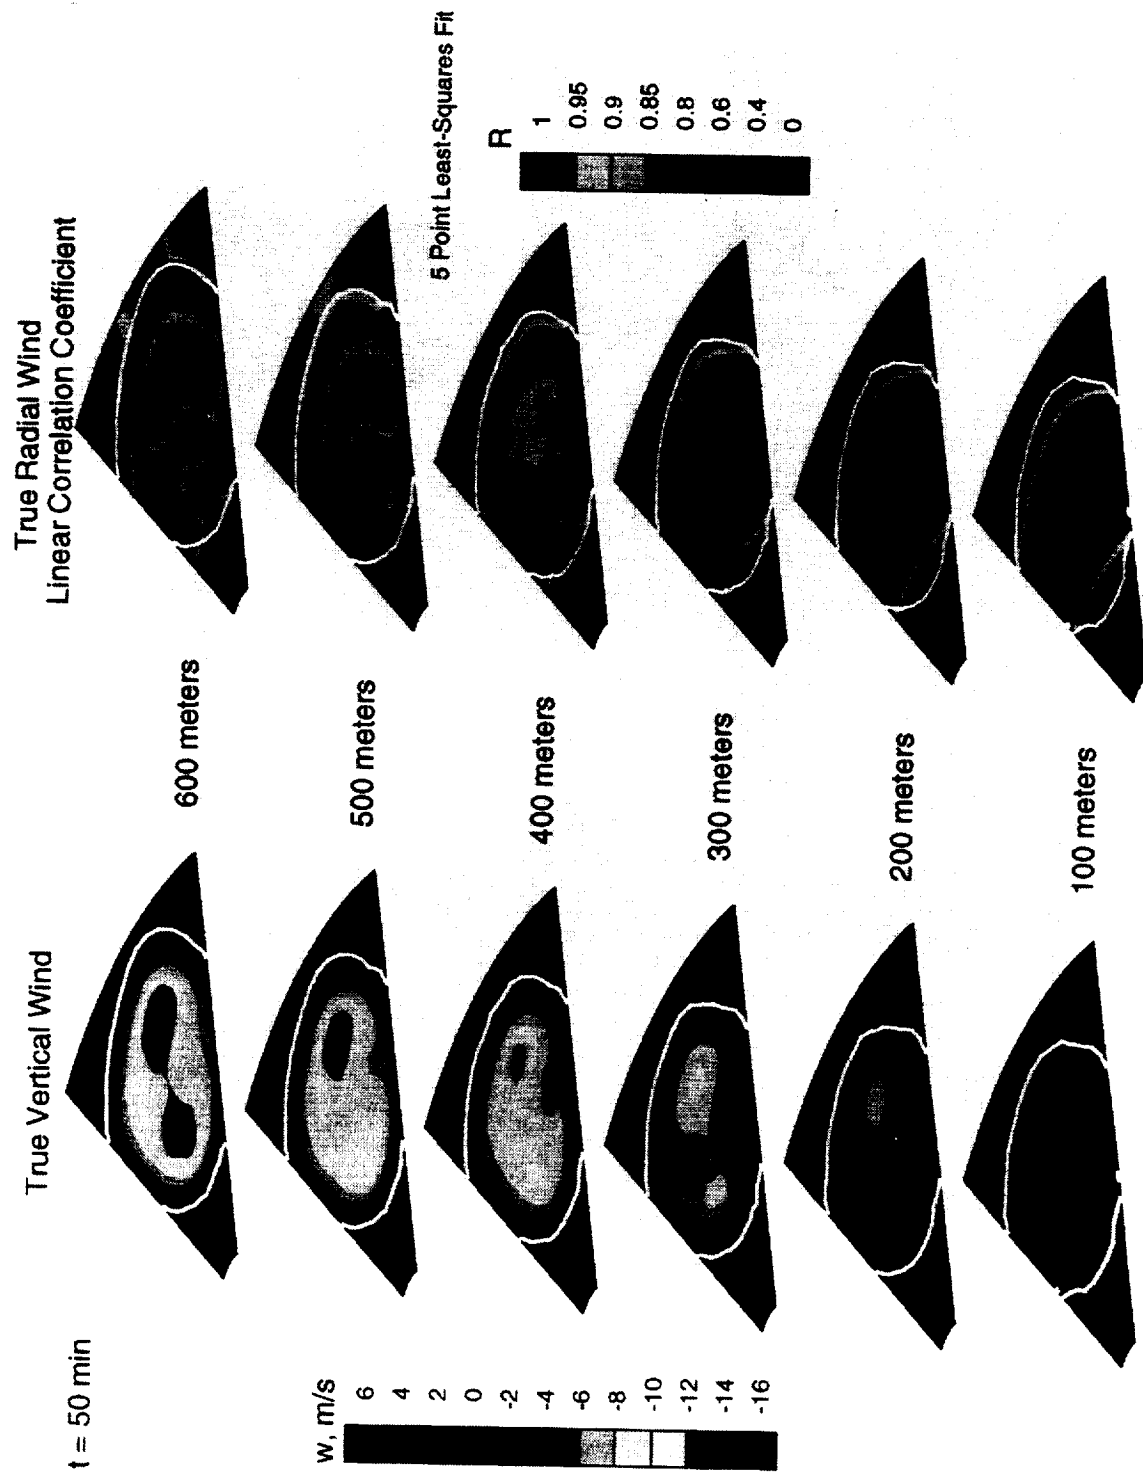 t = 50 min
True Vertical Wind
True Radial Wind
Linear Correlation Coefficient
600 meters
500 meters
400 meters
300 meters
200 meters
100 meters
w, m/s
6
4
2
0
-2
-4
-6
-8
-10
-12
-14
-16
5 Point Least-Squares Fit
R
1
0.95
0.9
0.85
0.8
0.6
0.4
0